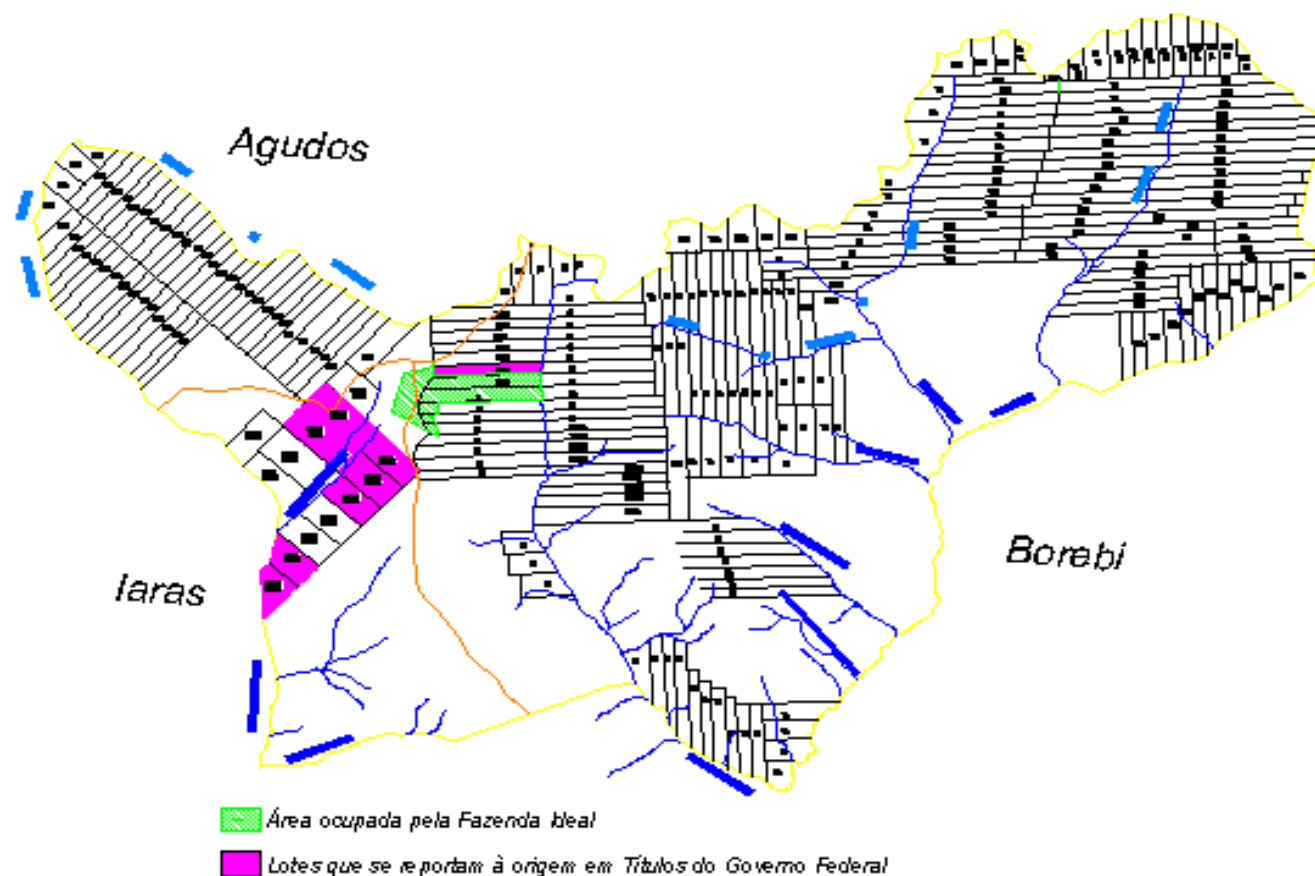 Agudos
Borebi
Iaras
Área ocupada pela Fazenda Ideal
Lotes que se reportam à origem em Títulos do Governo Federal